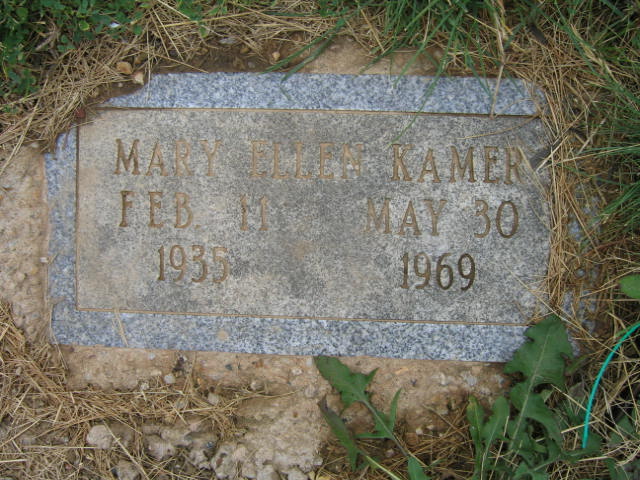 MARY ELLEN KAMER
FEB. 11 MAY 30
1935 1969